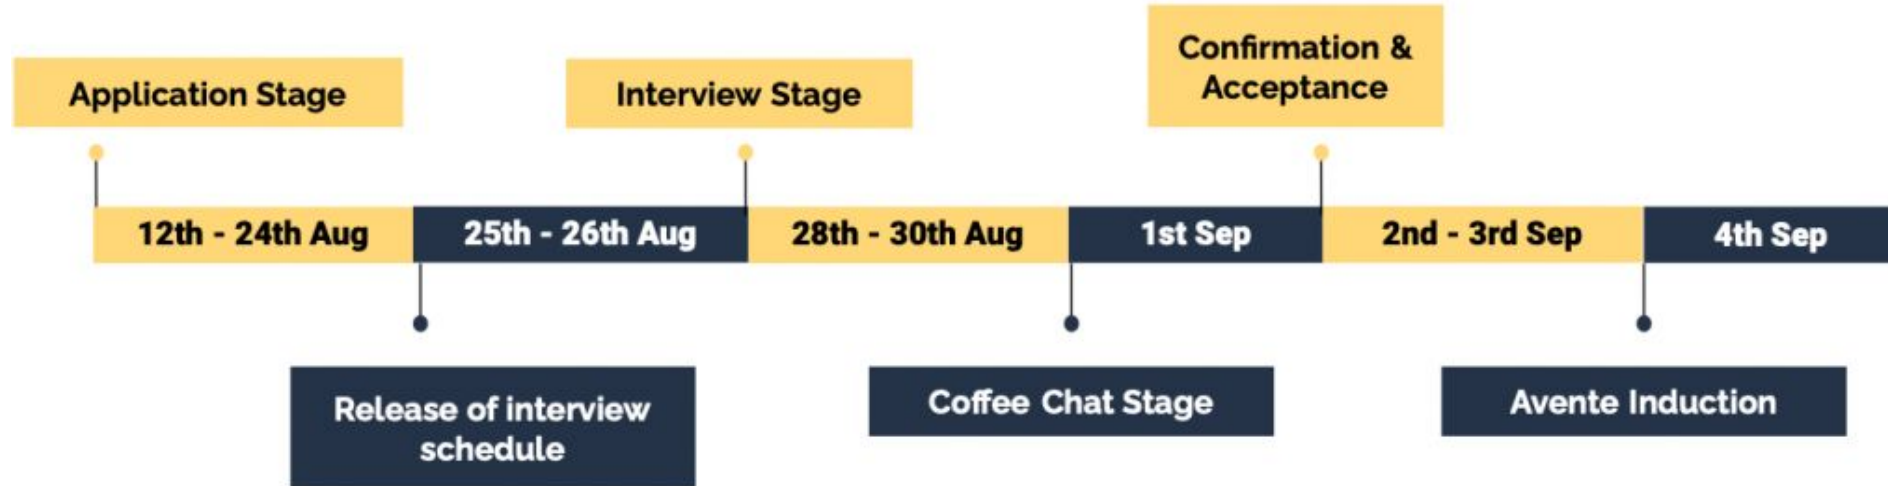 Confirmation &
Acceptance
Application Stage
Interview Stage
12th - 24th Aug
25th - 26th Aug
28th - 30th Aug
1st Sep
2nd - 3rd Sep
4th Sep
Release of interview
schedule
Coffee Chat Stage
Avente Induction